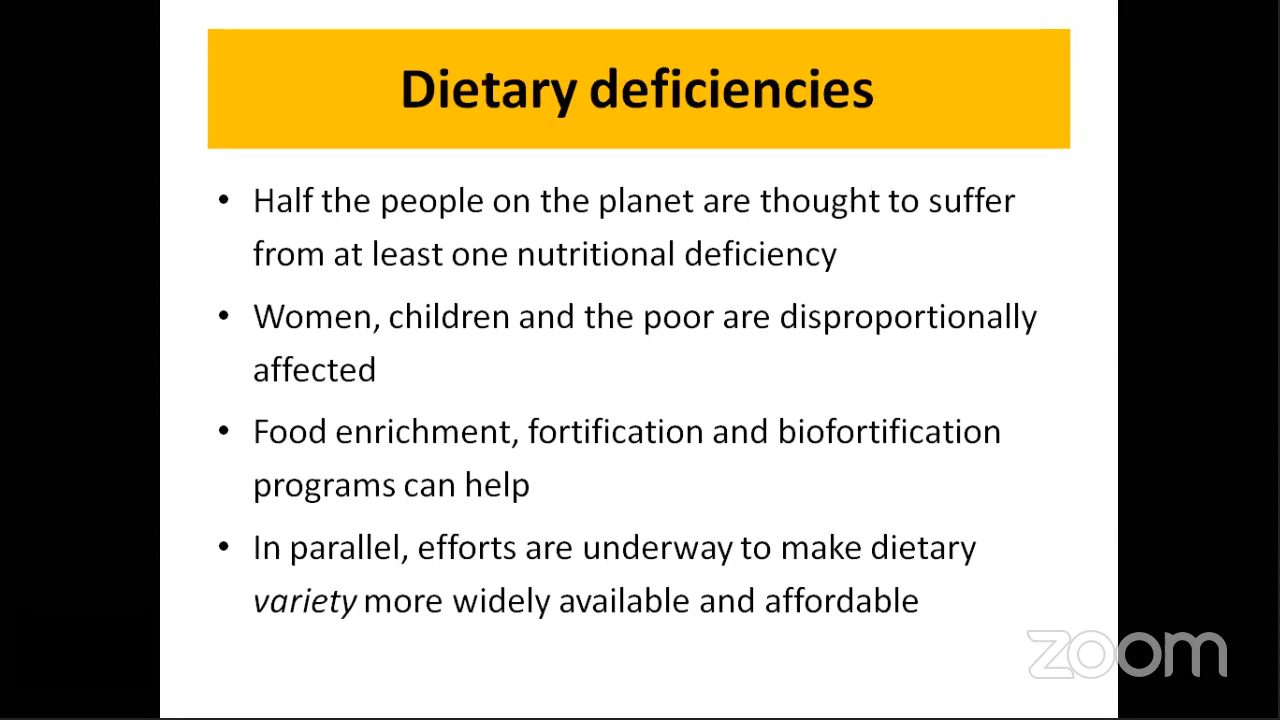 Dietary deficiencies
• Half the people on the planet are thought to suffer
from at least one nutritional deficiency
• Women, children and the poor are disproportionally
affected
• Food enrichment, fortification and biofortification
programs can help
• In parallel, efforts are underway to make dietary
variety more widely available and affordable
zoom